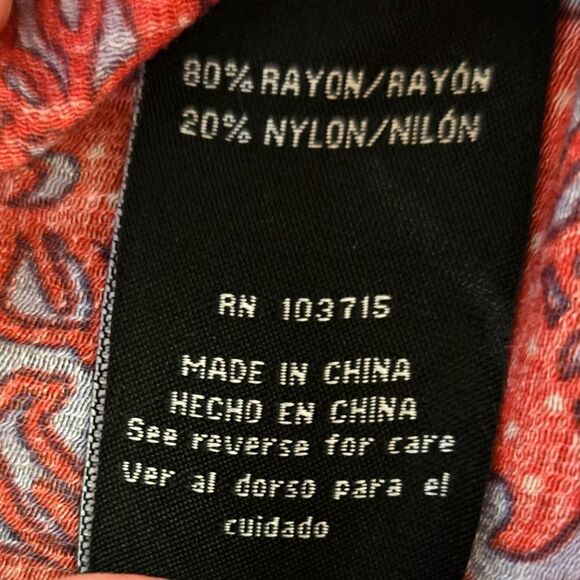 80% RAYON/RAYÓN
20% NYLON/NILÓN
RN 103715
MADE IN CHINA
HECHO EN CHINA
See reverse for care
Ver al dorso para el
cuidado